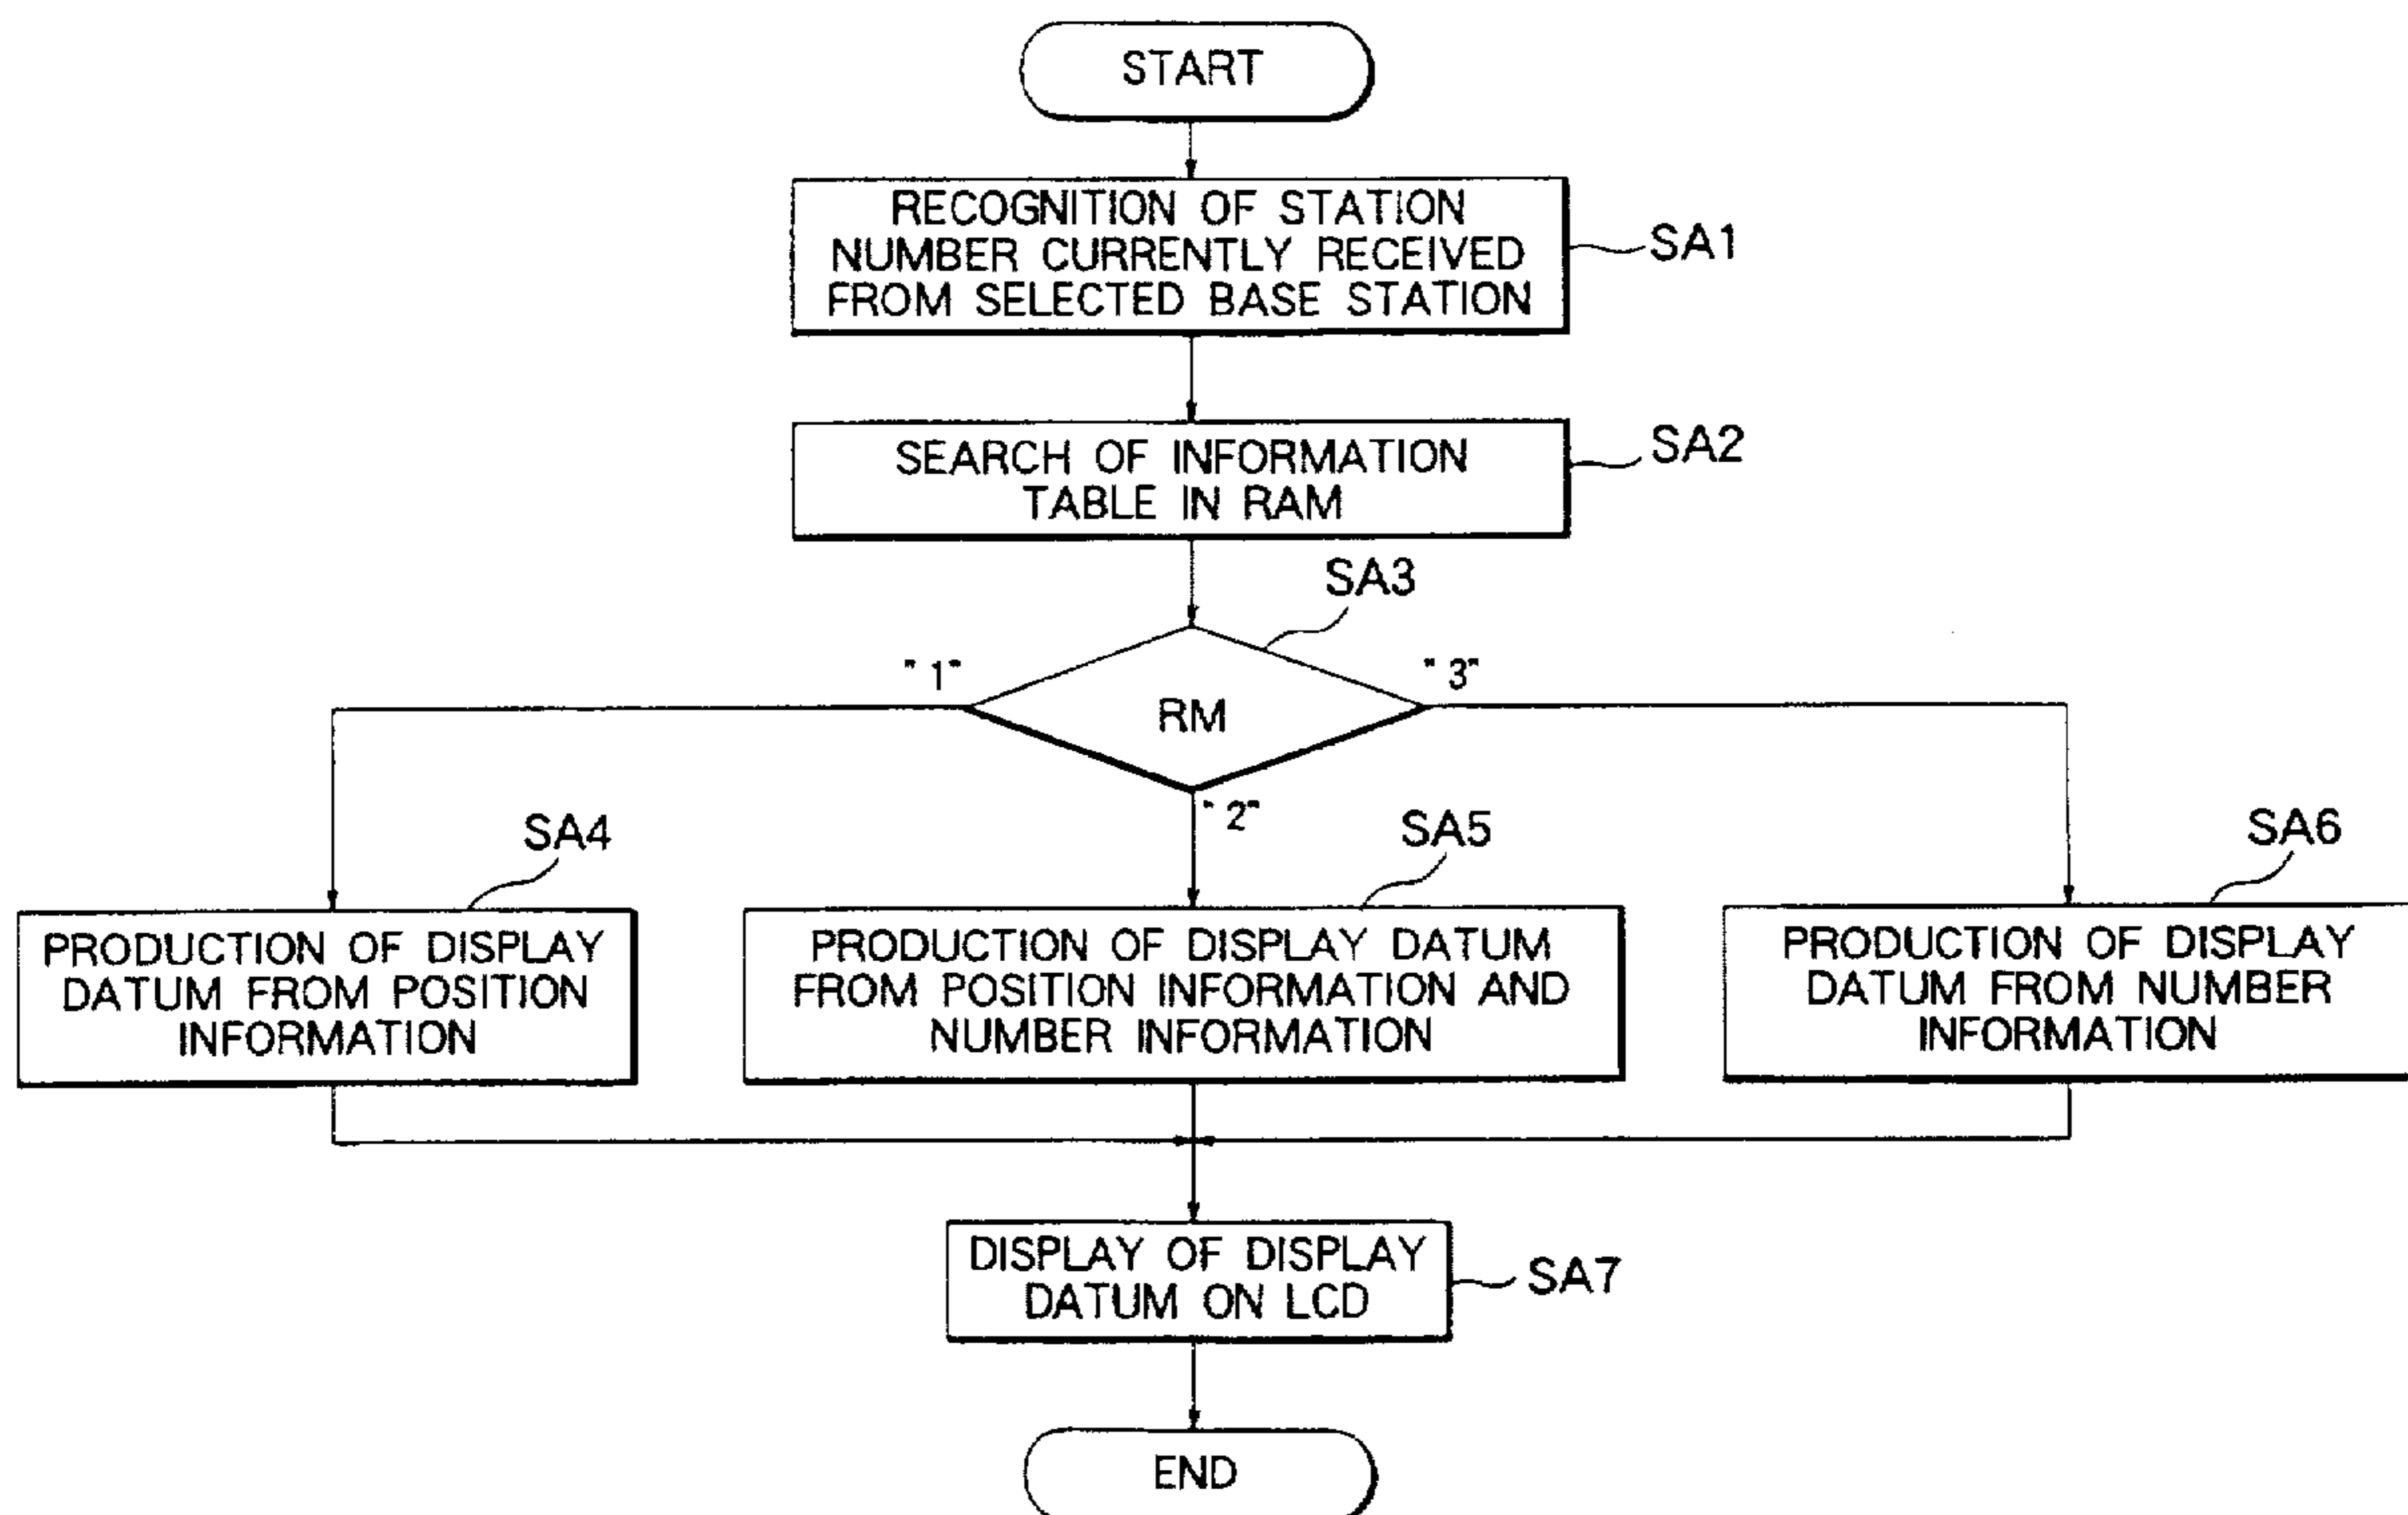 START
RECOGNITION OF STATION
NUMBER CURRENTLY RECEIVED
FROM SELECTED BASE STATION
SA1
SEARCH OF INFORMATION
TABLE IN RAM
SA2
SA3
"1"
RM
"3"
"2"
SA4
SA5
SA6
PRODUCTION OF DISPLAY
DATUM FROM POSITION
INFORMATION
PRODUCTION OF DISPLAY DATUM
FROM POSITION INFORMATION AND
NUMBER INFORMATION
PRODUCTION OF DISPLAY
DATUM FROM NUMBER
INFORMATION
DISPLAY OF DISPLAY
DATUM ON LCD
SA7
END